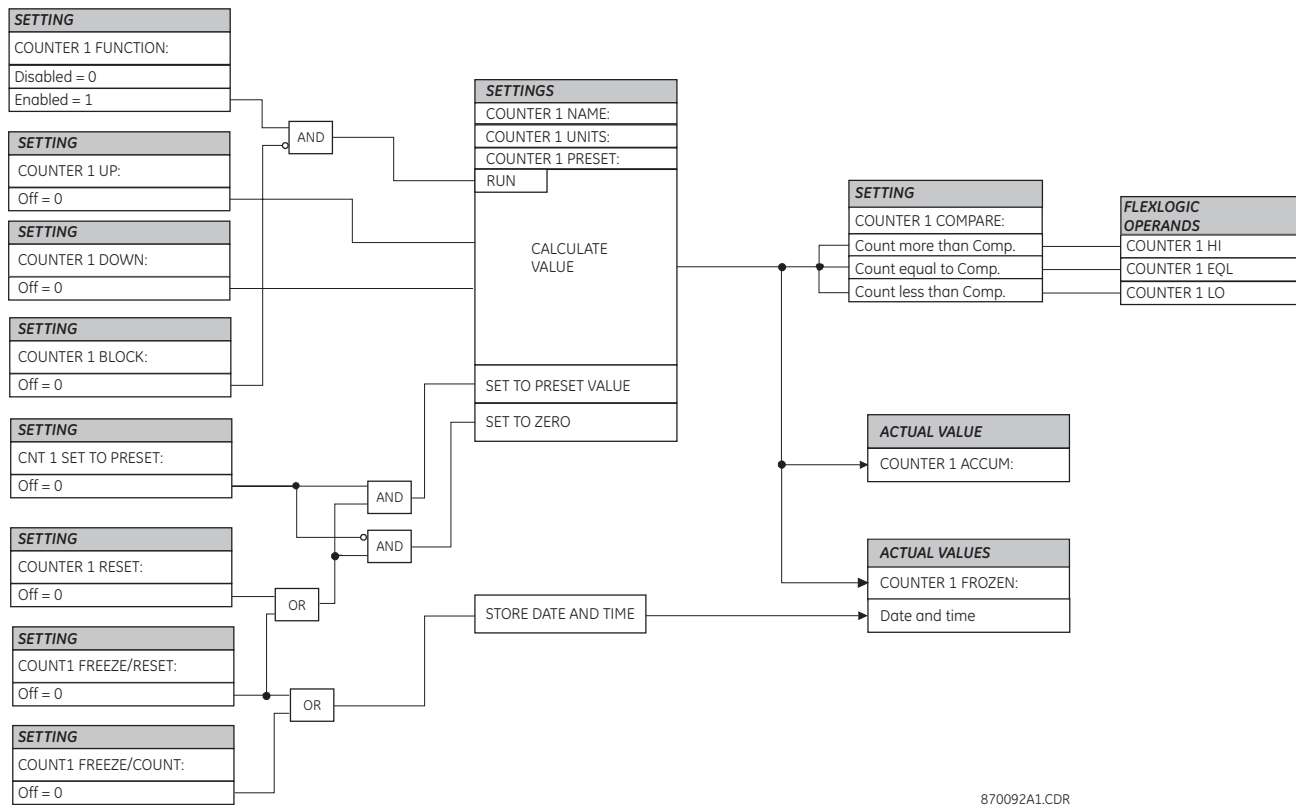 SETTING
COUNTER 1 FUNCTION:
Disabled = 0
Enabled = 1
SETTING
COUNTER 1 UP:
Off = 0
SETTING
COUNTER 1 DOWN:
Off = 0
SETTING
COUNTER 1 BLOCK:
Off = 0
SETTING
CNT 1 SET TO PRESET:
Off = 0
SETTING
COUNTER 1 RESET:
Off = 0
SETTING
COUNT1 FREEZE/RESET:
Off = 0
SETTING
COUNT1 FREEZE/COUNT:
Off = 0
AND
AND
AND
OR
OR
SETTINGS
COUNTER 1 NAME:
COUNTER 1 UNITS:
COUNTER 1 PRESET:
RUN
CALCULATE
VALUE
SET TO PRESET VALUE
SET TO ZERO
STORE DATE AND TIME
SETTING
COUNTER 1 COMPARE:
Count more than Comp.
Count equal to Comp.
Count less than Comp.
FLEXLOGIC
OPERANDS
COUNTER 1 HI
COUNTER 1 EQL
COUNTER 1 LO
ACTUAL VALUE
COUNTER 1 ACCUM:
ACTUAL VALUES
COUNTER 1 FROZEN:
Date and time
870092A1.CDR